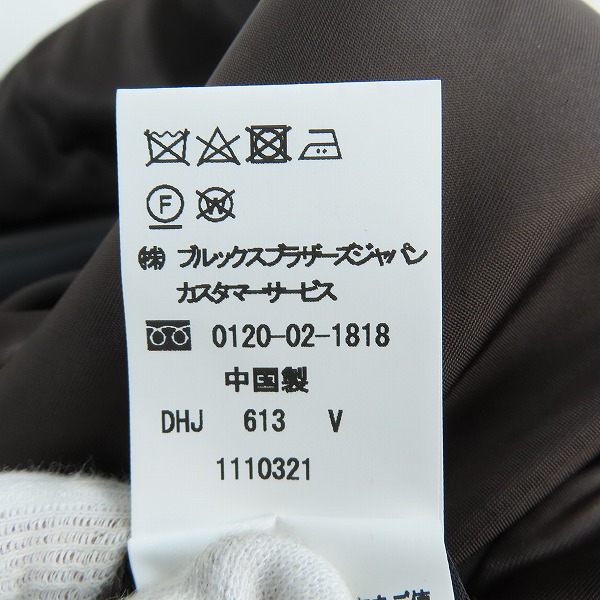 F W
㈱ ブルックスブラザーズジャパン
カスタマーサービス
0120-02-1818
中国製
DHJ 613 V
1110321